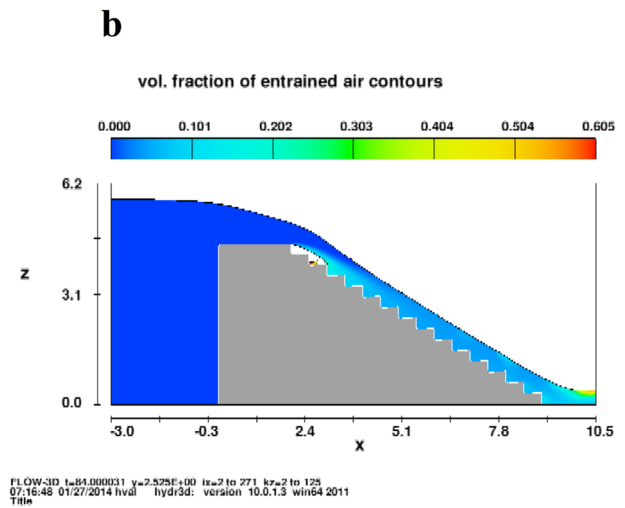 b
vol. fraction of entrained air contours
0.000 0.101 0.202 0.303 0.404 0.504 0.605
6.2
Z
3.1
0.0
-3.0 -0.3 2.4 5.1 7.8 10.5
X
FLOW-3D t=84.000031 y=2.525E+00 ix=2 to 271 kz=2 to 125
07:16:48 01/27/2014 hval hydr3d: version 10.0.1.3 win64 2011
Title